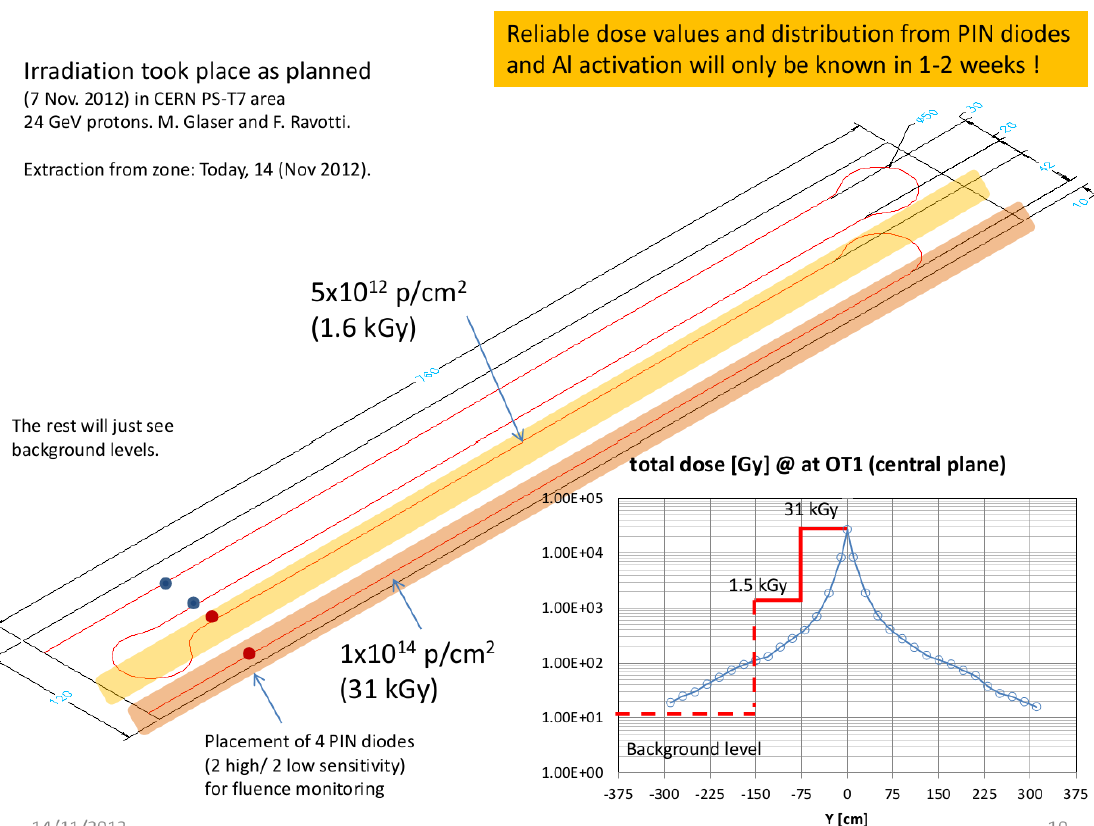 Reliable dose values and distribution from PIN diodes
and Al activation will only be known in 1-2 weeks !
Irradiation took place as planned
(7 Nov. 2012) in CERN PS-T7 area
24 GeV protons. M. Glaser and F. Ravotti.
Extraction from zone: Today, 14 (Nov 2012).
φ50
30
20
42
10
5x10¹² p/cm²
(1.6 kGy)
The rest will just see
background levels.
120
1x10¹⁴ p/cm²
(31 kGy)
Placement of 4 PIN diodes
(2 high/ 2 low sensitivity)
for fluence monitoring
total dose [Gy] @ at OT1 (central plane)
1.00E+05
1.00E+04
1.00E+03
1.00E+02
1.00E+01
1.00E+00
31 kGy
1.5 kGy
Background level
-375 -300 -225 -150 -75 0 75 150 225 300 375
Y [cm]